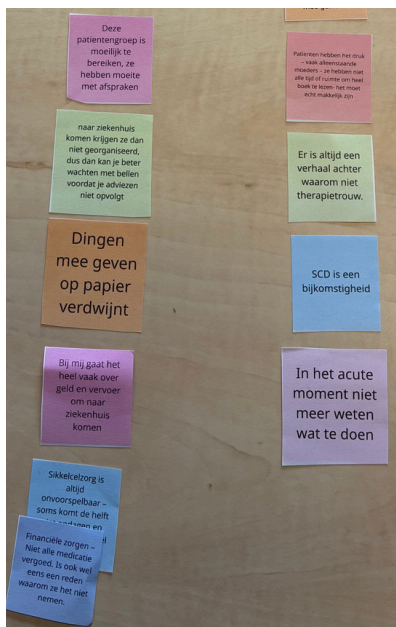 Deze
patientengroep is
moeilijk te
bereiken, ze
hebben moeite
met afspraken
naar ziekenhuis
komen krijgen ze dan
niet georganiseerd,
dus dan kan je beter
wachten met bellen
voordat je adviezen
niet opvolgt
Dingen
mee geven
op papier
verdwijnt
Bij mij gaat het
heel vaak over
geld en vervoer
om naar
ziekenhuis
komen
Sikkelcelzorg is
altijd
onvoorspelbaar –
soms komt de helft
en
Financiële zorgen –
Niet alle medicatie
vergoed. Is ook wel
eens een reden
waarom ze het niet
nemen.
Patienten hebben het druk
– vaak alleenstaande
moeders – ze hebben niet
alle tijd of ruimte om heel
boek te lezen- het moet
echt makkelijk zijn
Er is altijd een
verhaal achter
waarom niet
therapietrouw.
SCD is een
bijkomstigheid
In het acute
moment niet
meer weten
wat te doen